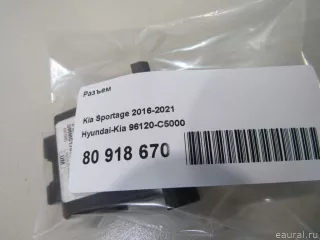 Разъем
Kia Sportage 2016-2021
Hyundai-Kia 96120-C5000
80 918 670
© eaural.ru